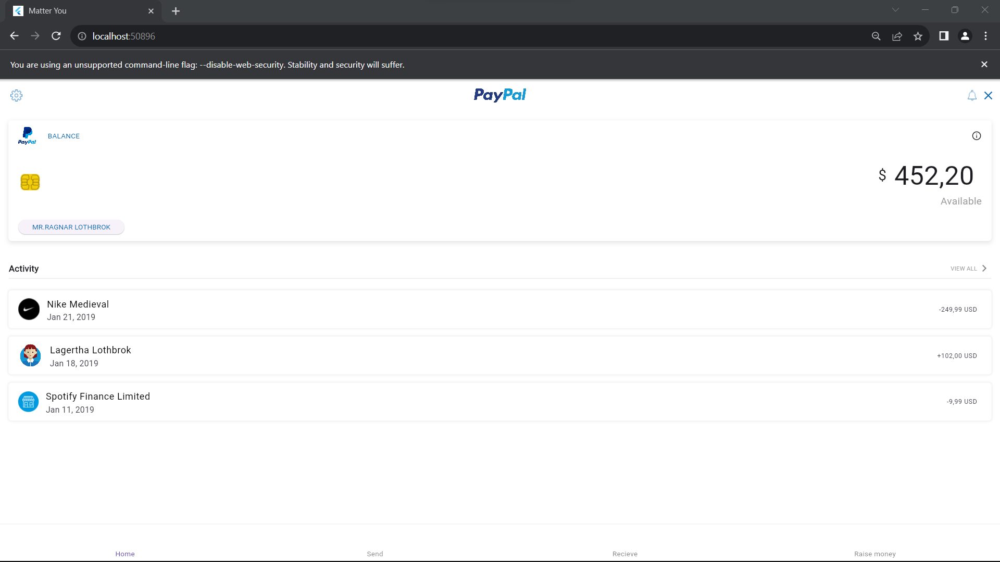 Matter You
localhost:50896
You are using an unsupported command-line flag: --disable-web-security. Stability and security will suffer.
PayPal
PayPal
BALANCE
$ 452,20
Available
MR.RAGNAR LOTHBROK
Activity
VIEW ALL
Nike Medieval
Jan 21, 2019
-249,99 USD
Lagertha Lothbrok
Jan 18, 2019
+102,00 USD
Spotify Finance Limited
Jan 11, 2019
-9,99 USD
Home
Send
Recieve
Raise money